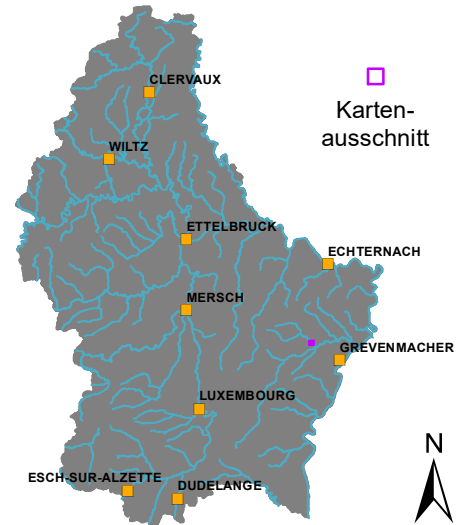 CLERVAUX
Karten-
ausschnitt
WILTZ
ETTELBRUCK
ECHTERNACH
MERSCH
GREVENMACHER
LUXEMBOURG
N
ESCH-SUR-ALZETTE
DUDELANGE